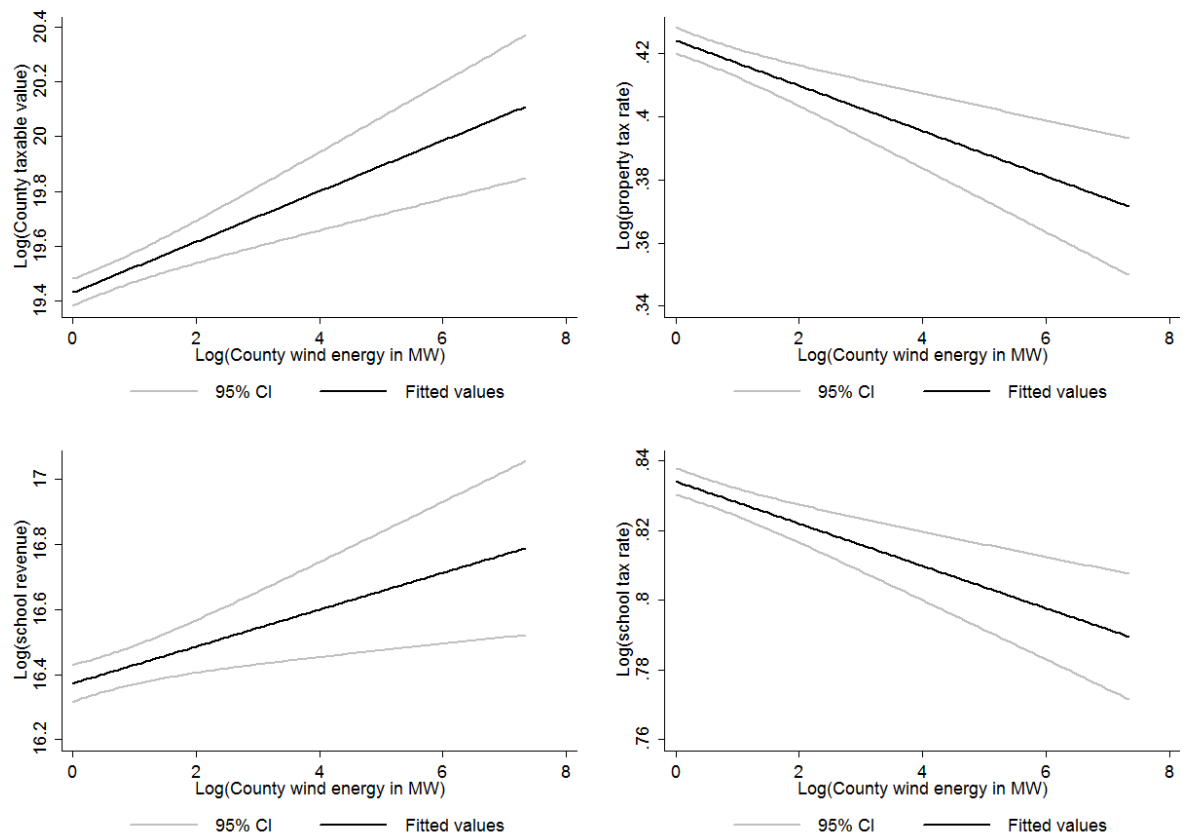 Log(County taxable value)
20.4
20.2
20
19.8
19.6
19.4
0 2 4 6 8
Log(County wind energy in MW)
95% CI Fitted values
Log(property tax rate)
.42
.4
.38
.36
.34
0 2 4 6 8
Log(County wind energy in MW)
95% CI Fitted values
Log(school revenue)
17
16.8
16.6
16.4
16.2
0 2 4 6 8
Log(County wind energy in MW)
95% CI Fitted values
Log(school tax rate)
.84
.82
.8
.78
.76
0 2 4 6 8
Log(County wind energy in MW)
95% CI Fitted values